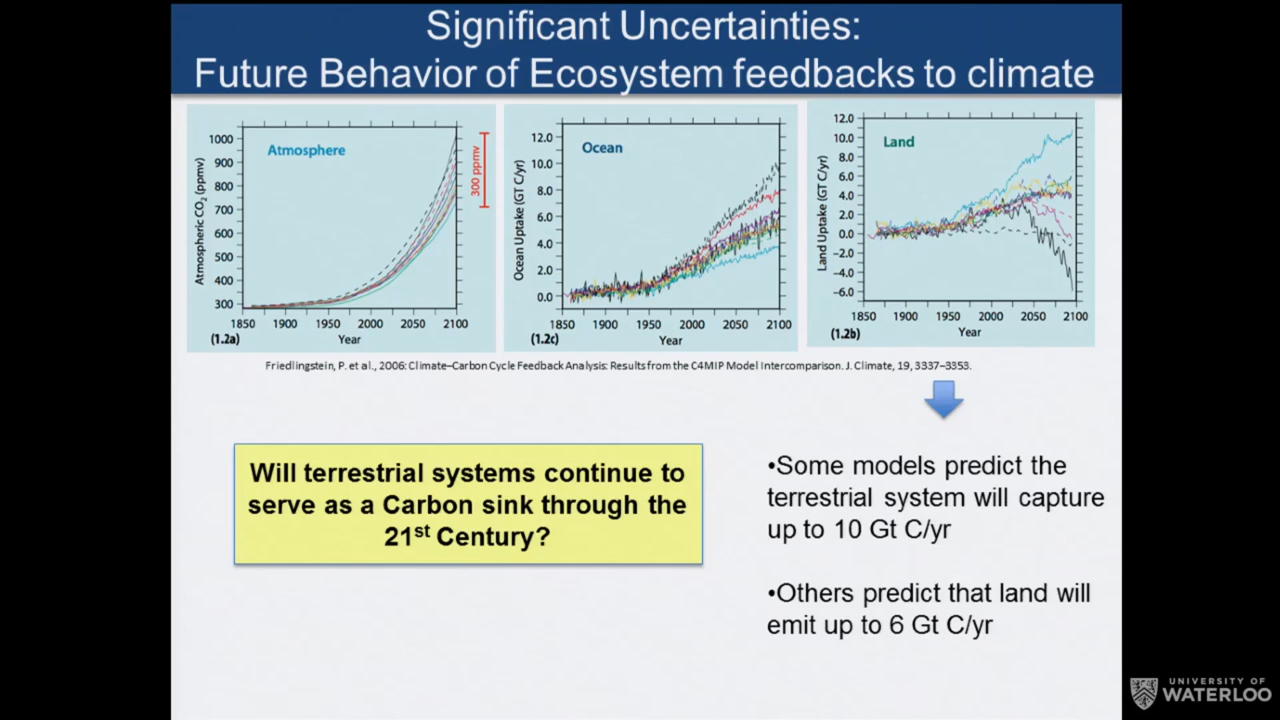 Significant Uncertainties:
Future Behavior of Ecosystem feedbacks to climate
Atmosphere
Atmospheric CO2 (ppmv)
1000
900
800
700
600
500
400
300
300 ppmv
1850 1900 1950 2000 2050 2100
(1.2a)
Year
Ocean
Ocean Uptake (GT C/yr)
12.0
10.0
8.0
6.0
4.0
2.0
0.0
1850 1900 1950 2000 2050 2100
(1.2c)
Year
Land
Land Uptake (GT C/yr)
12.0
10.0
8.0
6.0
4.0
2.0
0.0
−2.0
−4.0
−6.0
1850 1900 1950 2000 2050 2100
(1.2b)
Year
Friedlingstein, P. et al., 2006: Climate–Carbon Cycle Feedback Analysis: Results from the C4MIP Model Intercomparison. J. Climate, 19, 3337–3353.
Will terrestrial systems continue to
serve as a Carbon sink through the
21st Century?
•Some models predict the
terrestrial system will capture
up to 10 Gt C/yr
•Others predict that land will
emit up to 6 Gt C/yr
UNIVERSITY OF
WATERLOO